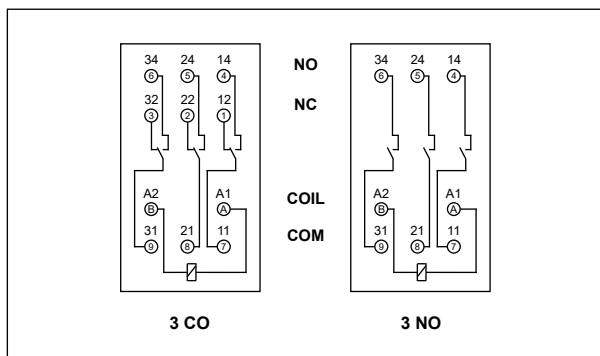 34 24 14 NO 34 24 14
6 5 4 6 5 4
32 22 12 NC
3 2 1
A2 A1 COIL A2 A1
B A B A
31 21 11 COM 31 21 11
9 8 7 9 8 7
3 CO 3 NO